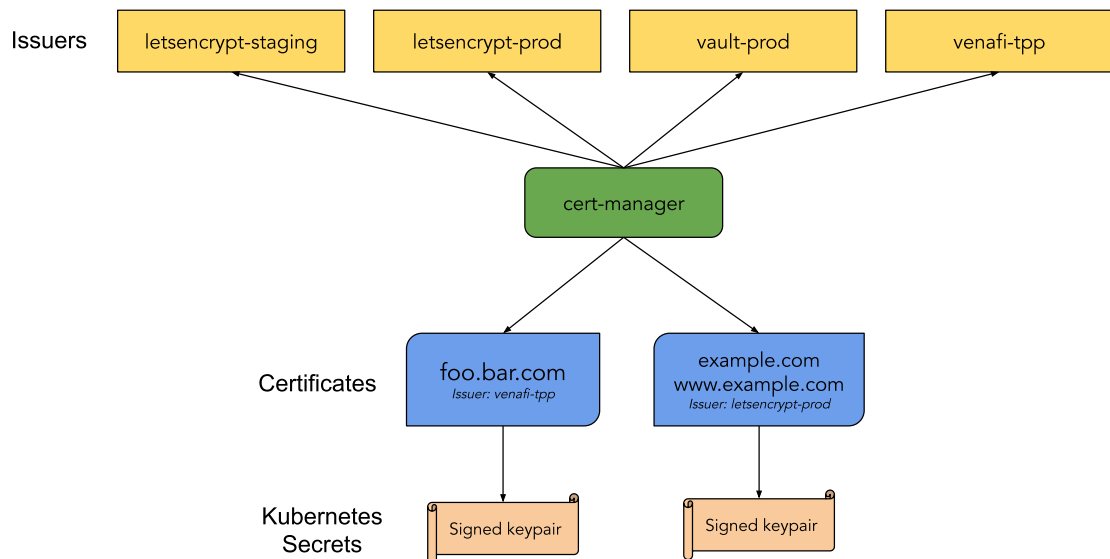 Issuers
letsencrypt-staging
letsencrypt-prod
vault-prod
venafi-tpp
cert-manager
Certificates
foo.bar.com
Issuer: venafi-tpp
example.com
www.example.com
Issuer: letsencrypt-prod
Kubernetes
Secrets
Signed keypair
Signed keypair